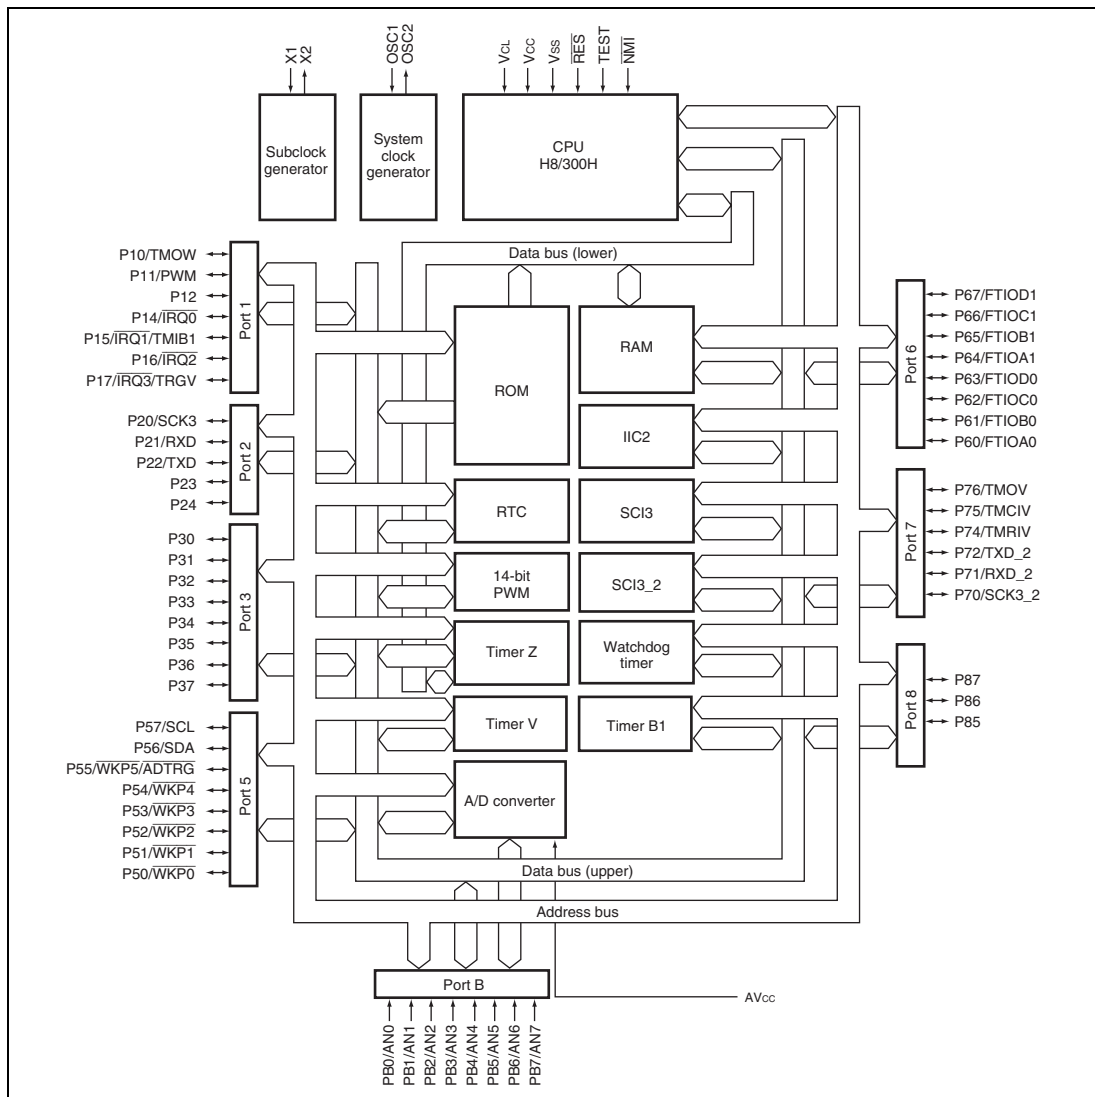 X1
X2
OSC1
OSC2
VCL
VCC
VSS
RES
TEST
NMI
Subclock
generator
System
clock
generator
CPU
H8/300H
Data bus (lower)
P10/TMOW
P11/PWM
P12
P14/IRQ0
P15/IRQ1/TMIB1
P16/IRQ2
P17/IRQ3/TRGV
Port 1
P20/SCK3
P21/RXD
P22/TXD
P23
P24
Port 2
P30
P31
P32
P33
P34
P35
P36
P37
Port 3
P57/SCL
P56/SDA
P55/WKP5/ADTRG
P54/WKP4
P53/WKP3
P52/WKP2
P51/WKP1
P50/WKP0
Port 5
ROM
RAM
IIC2
RTC
SCI3
14-bit
PWM
SCI3_2
Timer Z
Watchdog
timer
Timer V
Timer B1
A/D converter
Port 6
P67/FTIOD1
P66/FTIOC1
P65/FTIOB1
P64/FTIOA1
P63/FTIOD0
P62/FTIOC0
P61/FTIOB0
P60/FTIOA0
Port 7
P76/TMOV
P75/TMCIV
P74/TMRIV
P72/TXD_2
P71/RXD_2
P70/SCK3_2
Port 8
P87
P86
P85
Data bus (upper)
Address bus
Port B
AVCC
PB0/AN0
PB1/AN1
PB2/AN2
PB3/AN3
PB4/AN4
PB5/AN5
PB6/AN6
PB7/AN7